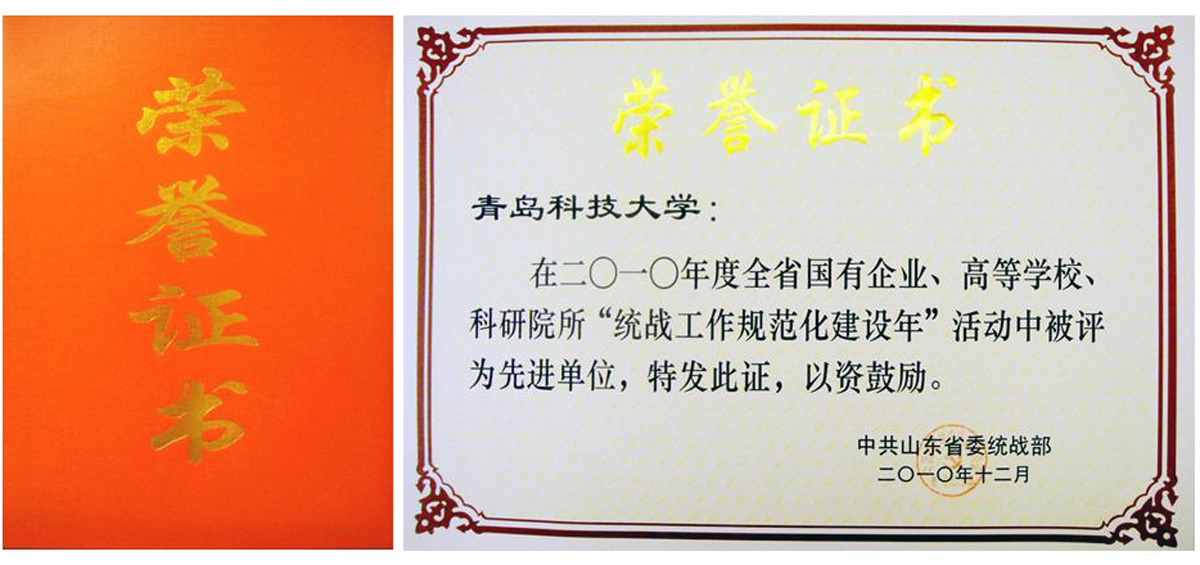 荣誉证书
荣誉证书
青岛科技大学：
在二〇一〇年度全省国有企业、高等学校、
科研院所“统战工作规范化建设年”活动中被评
为先进单位，特发此证，以资鼓励。
中共山东省委统战部
二〇一〇年十二月